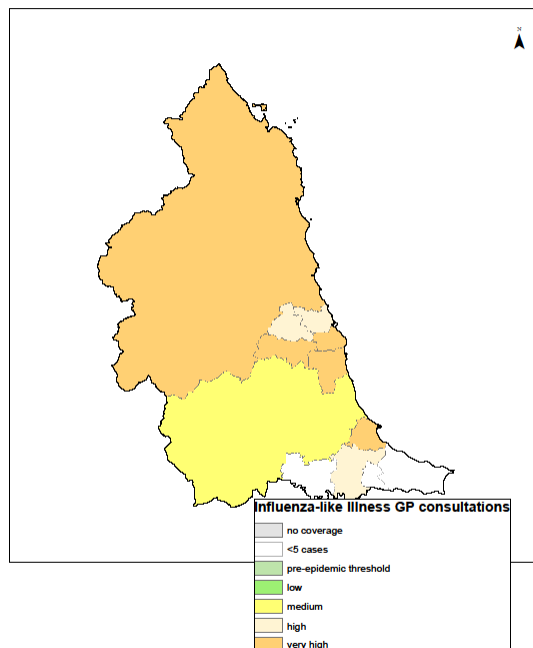 N
Influenza-like Illness GP consultations
no coverage
<5 cases
pre-epidemic threshold
low
medium
high
very high